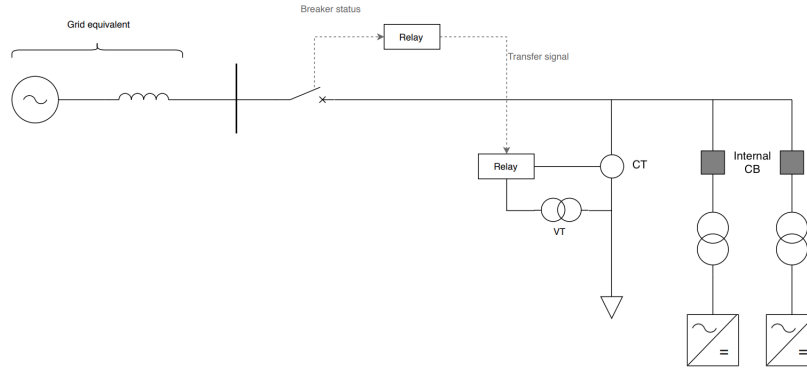 Breaker status
Grid equivalent
Relay
Transfer signal
Relay
CT
Internal
CB
VT